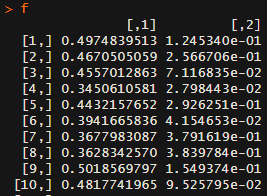 > f
[,1] [,2]
[1,] 0.4974839513 1.245340e-01
[2,] 0.4670505059 2.566706e-01
[3,] 0.4557012863 7.116835e-02
[4,] 0.3450610581 2.798443e-02
[5,] 0.4432157652 2.926251e-01
[6,] 0.3941665836 4.154653e-02
[7,] 0.3677983087 3.791619e-01
[8,] 0.3628342570 3.839784e-01
[9,] 0.5018569797 1.549374e-01
[10,] 0.4817741965 9.525795e-02